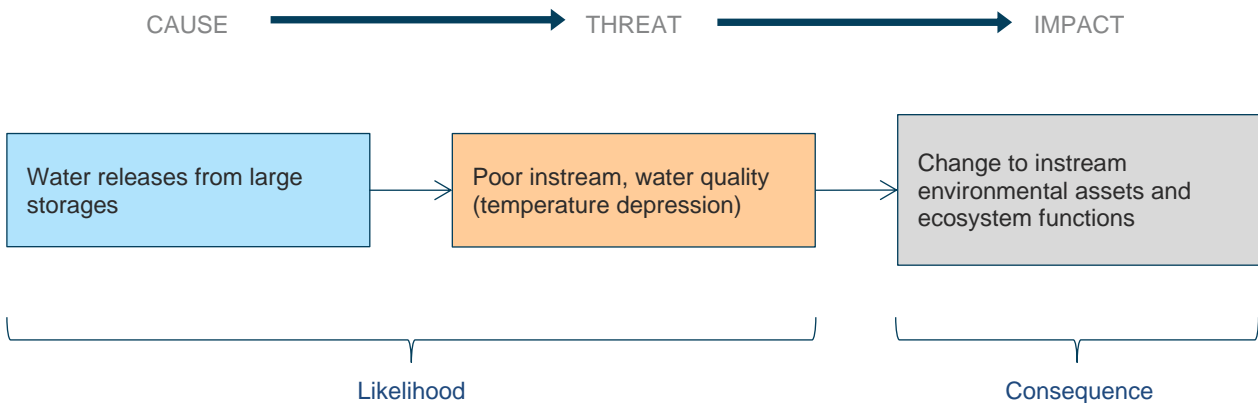 CAUSE
THREAT
IMPACT
Water releases from large
storages
Poor instream, water quality
(temperature depression)
Change to instream
environmental assets and
ecosystem functions
Likelihood
Consequence